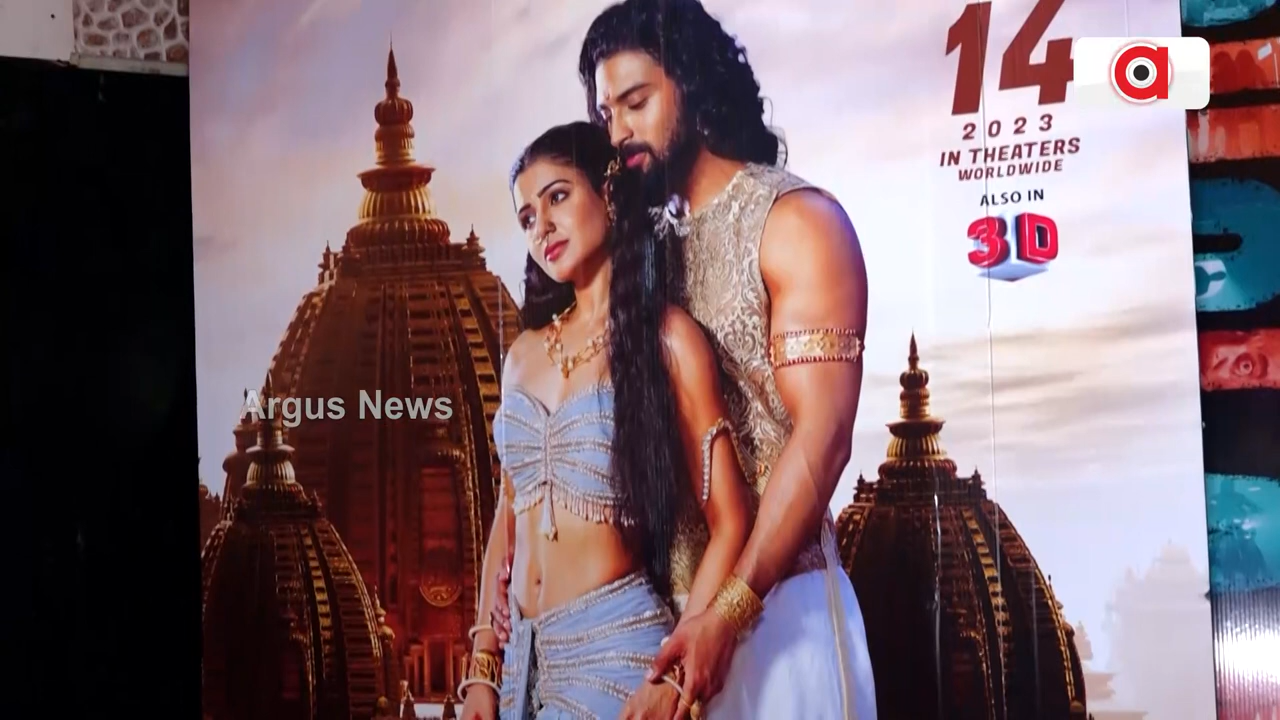 14
2023
IN THEATERS
WORLDWIDE
ALSO IN
3D
Argus News